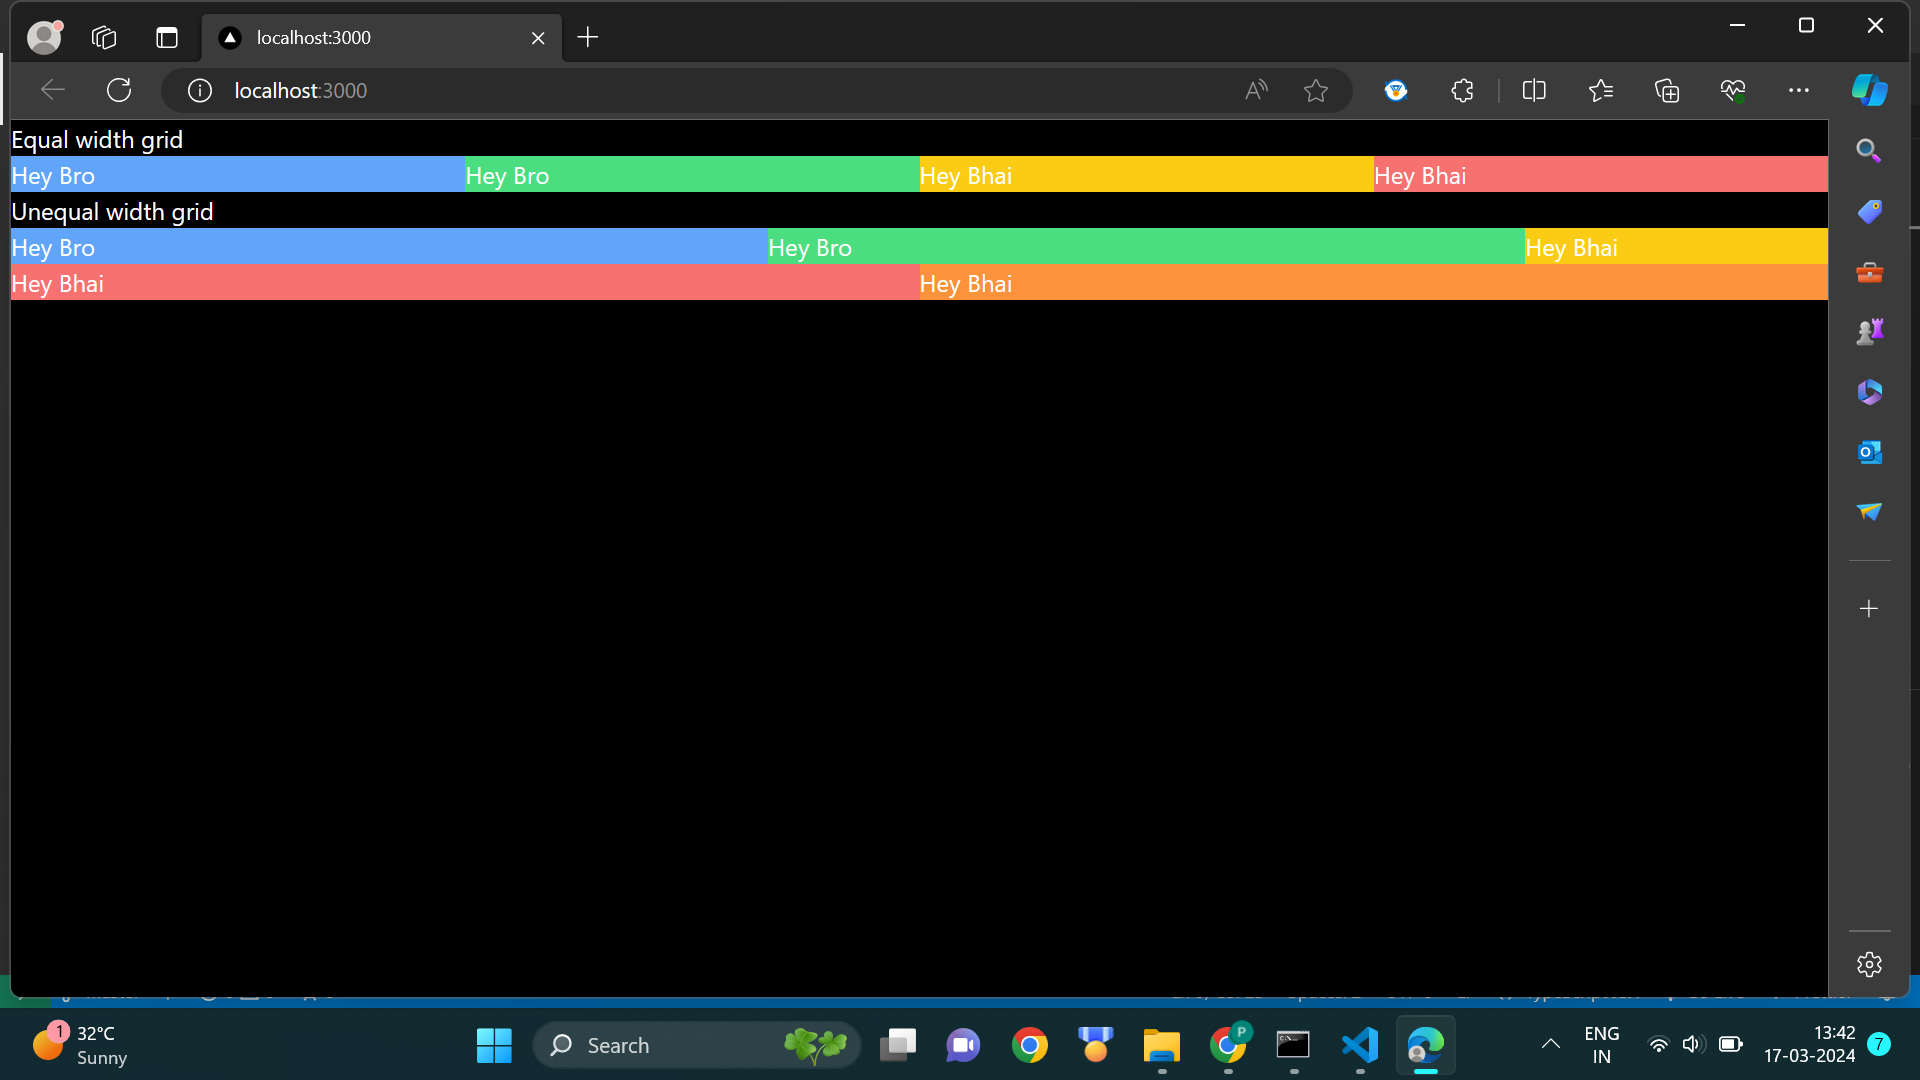 localhost:3000
localhost:3000
Equal width grid
Hey Bro Hey Bro Hey Bhai Hey Bhai
Unequal width grid
Hey Bro Hey Bro Hey Bhai
Hey Bhai Hey Bhai
1 32°C
Sunny
Search
P
ENG
IN
13:42
17-03-2024
7